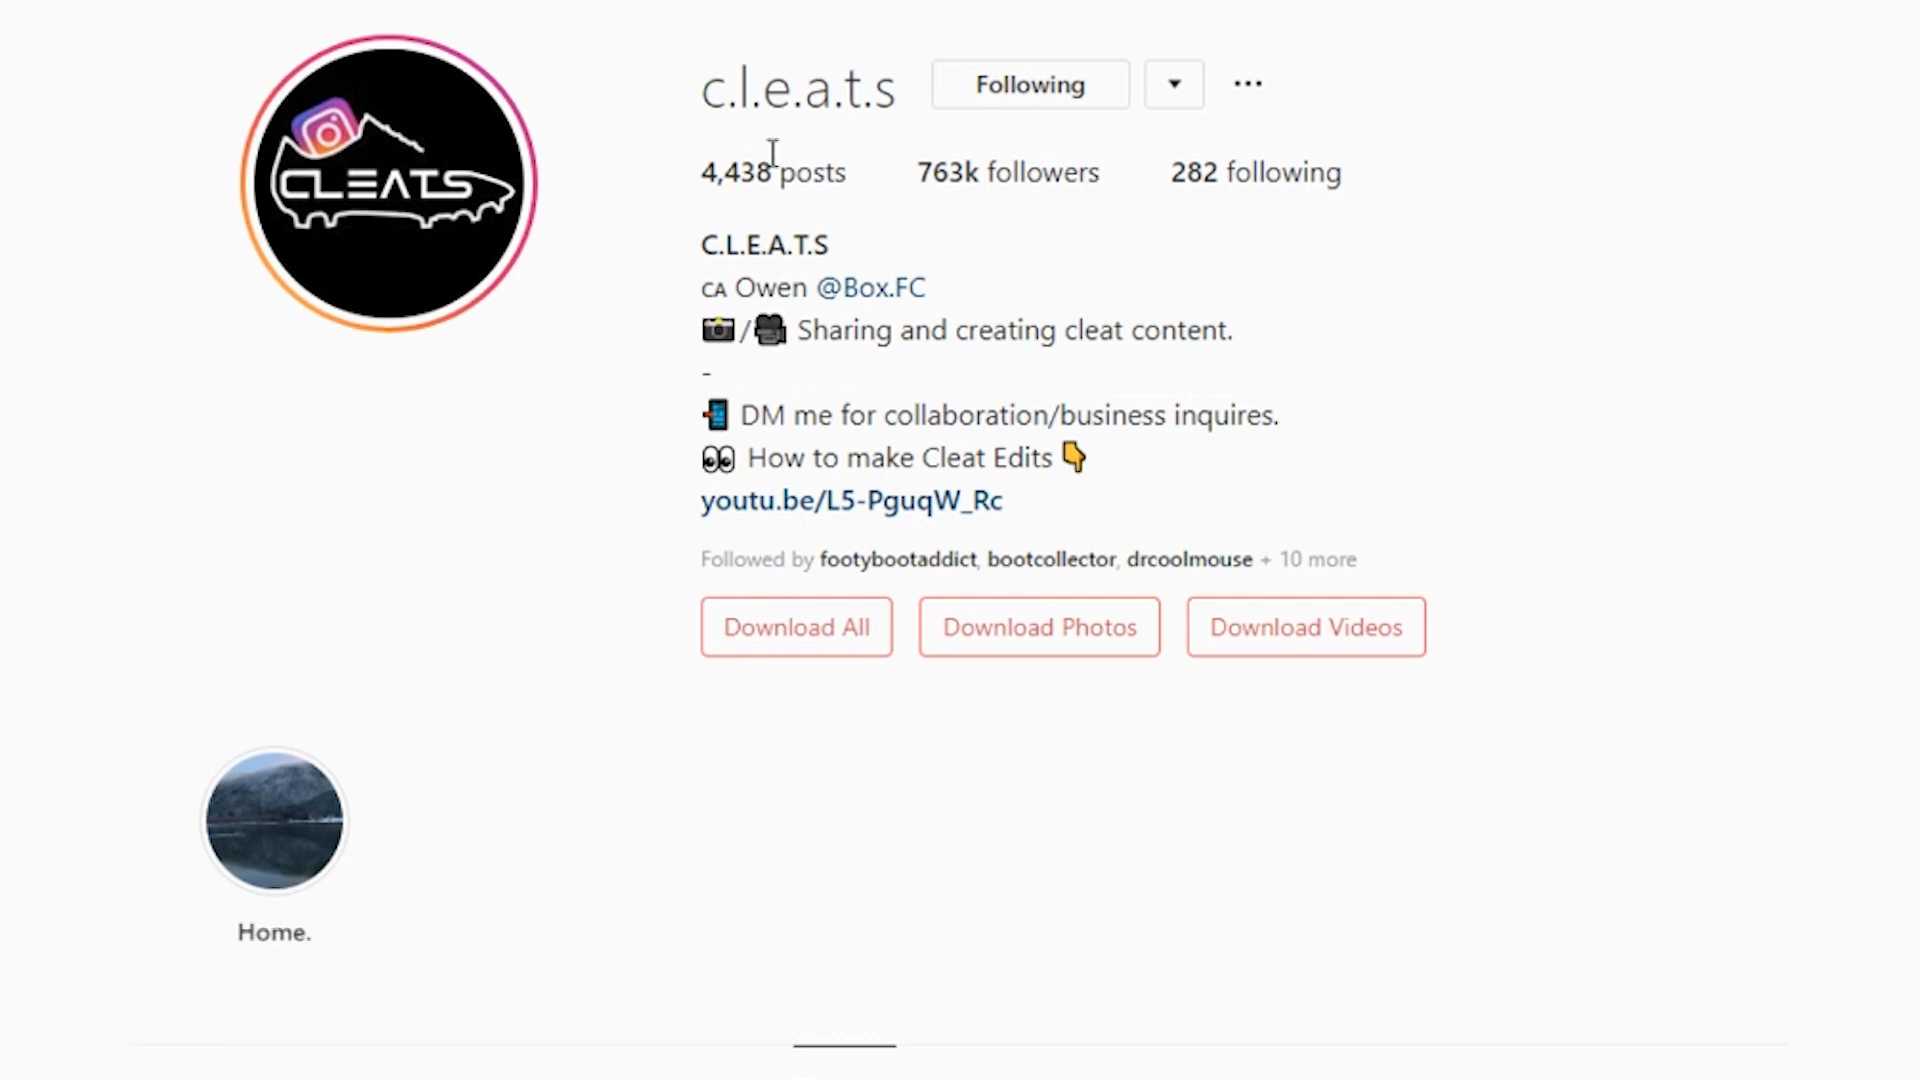 CLEATS
c.l.e.a.t.s Following
4,438 posts 763k followers 282 following
C.L.E.A.T.S
CA Owen @Box.FC
📷/🎥 Sharing and creating cleat content.
-
📲 DM me for collaboration/business inquires.
👀 How to make Cleat Edits 👇
youtu.be/L5-PguqW_Rc
Followed by footybootaddict, bootcollector, drcoolmouse + 10 more
Download All Download Photos Download Videos
Home.